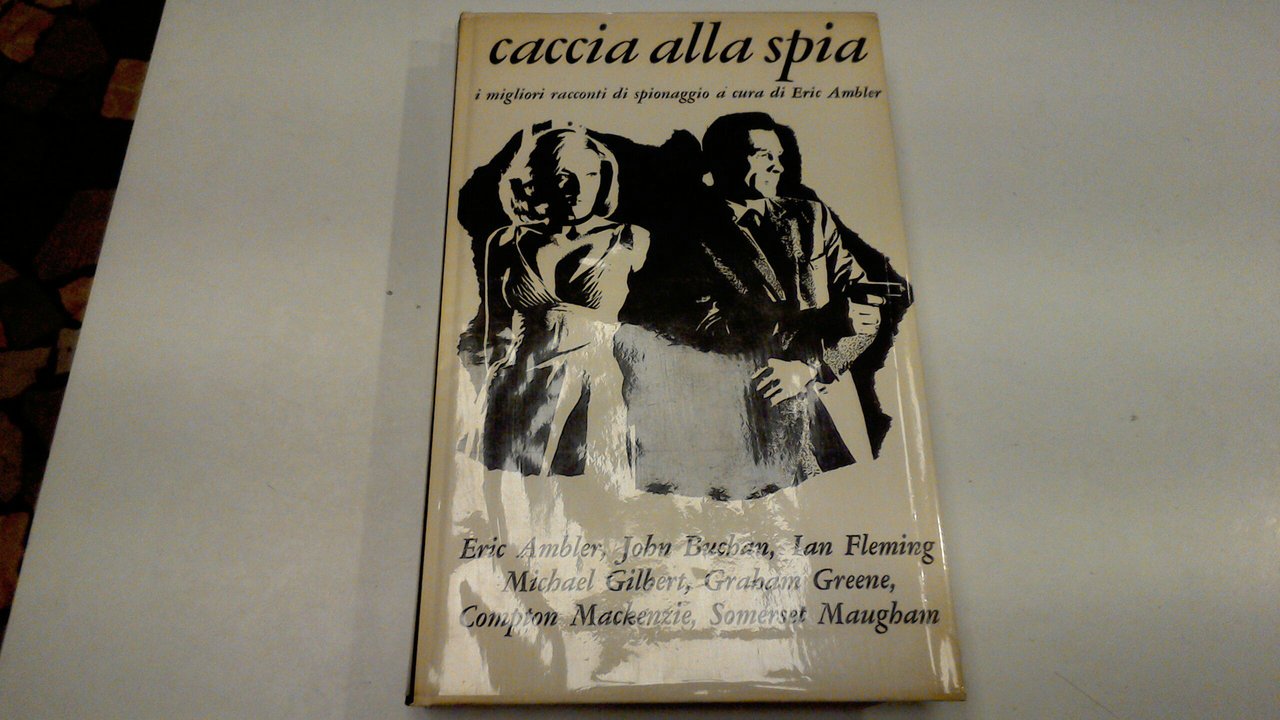 caccia alla spia
i migliori racconti di spionaggio a cura di Eric Ambler
Eric Ambler, John Buchan, Ian Fleming
Michael Gilbert, Graham Greene,
Compton Mackenzie, Somerset Maugham